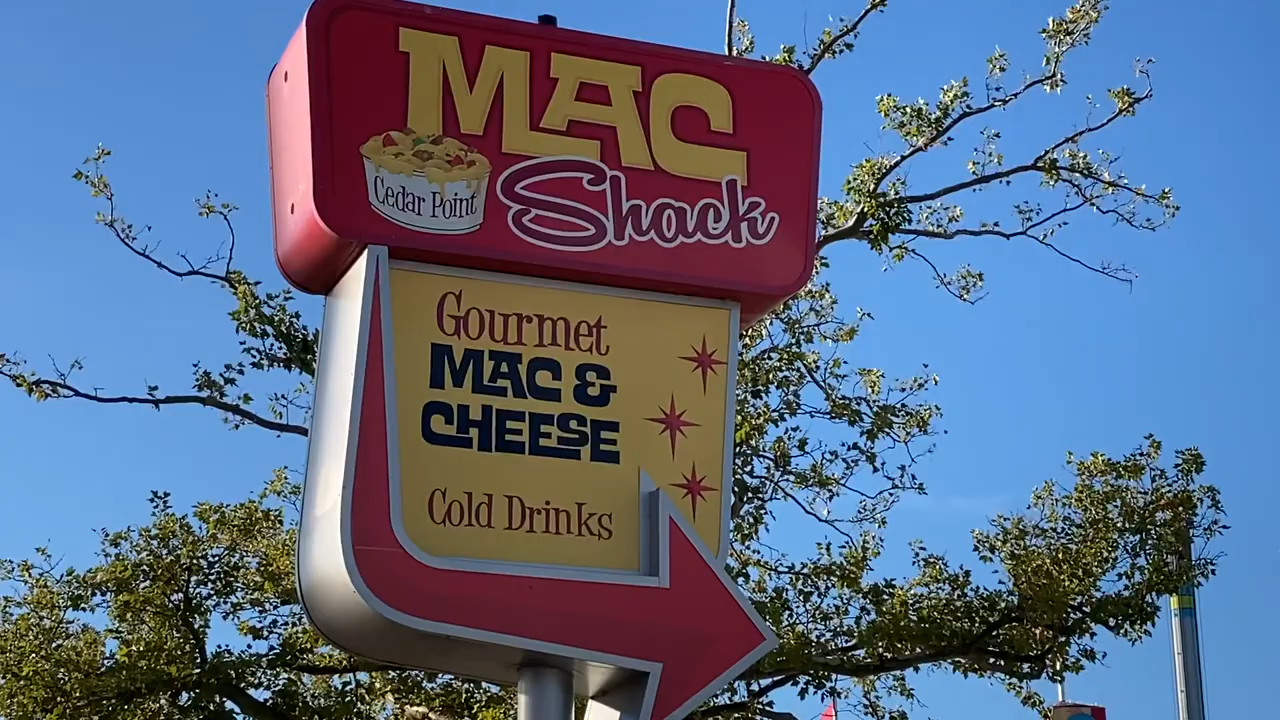 MAC
Cedar Point
Shack
Gourmet
MAC &
CHEESE
Cold Drinks